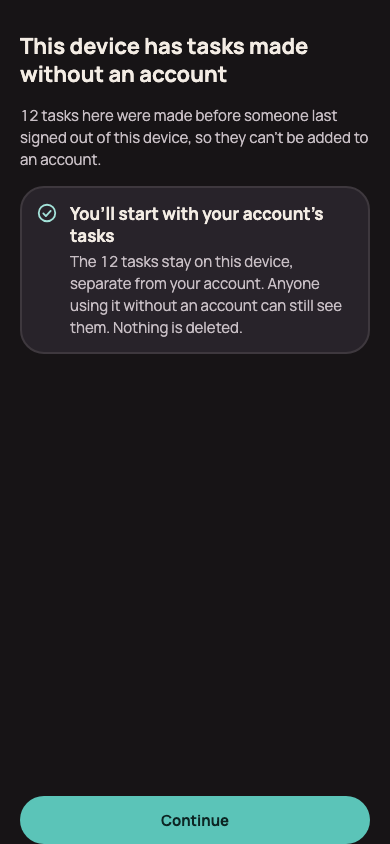 This device has tasks made
without an account
12 tasks here were made before someone last
signed out of this device, so they can't be added to
an account.
You'll start with your account's
tasks
The 12 tasks stay on this device,
separate from your account. Anyone
using it without an account can still see
them. Nothing is deleted.
Continue